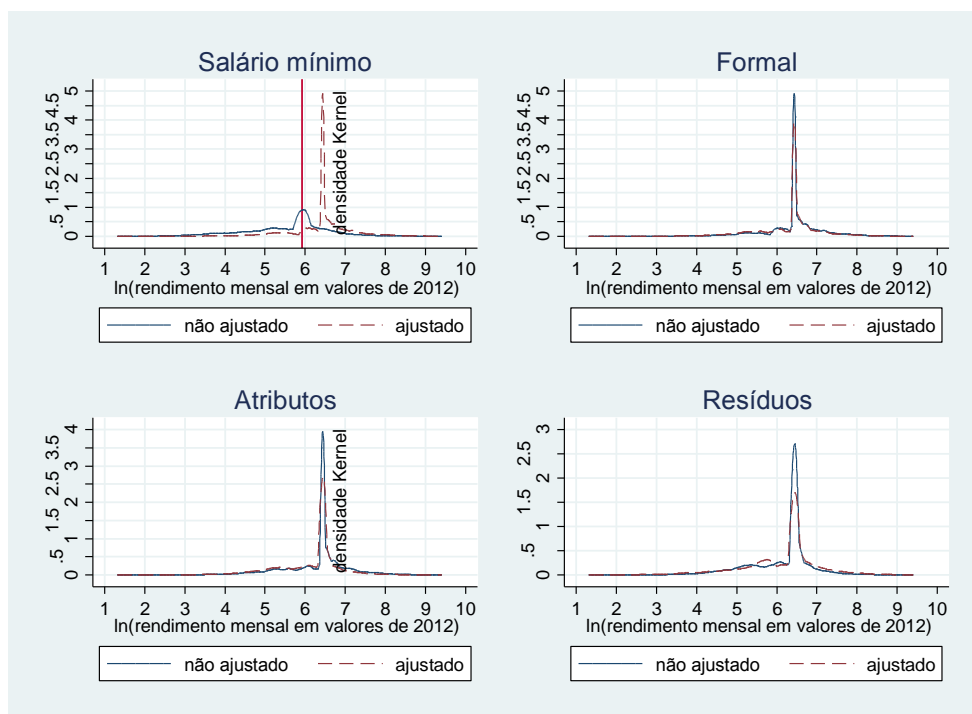 Salário mínimo
0 .5 1 1.5 2 2.5 3 3.5 4 4.5 5
densidade Kernel
1 2 3 4 5 6 7 8 9 10
ln(rendimento mensal em valores de 2012)
não ajustado ajustado
Formal
0 .5 1 1.5 2 2.5 3 3.5 4 4.5 5
1 2 3 4 5 6 7 8 9 10
ln(rendimento mensal em valores de 2012)
não ajustado ajustado
Atributos
0 .5 1 1.5 2 2.5 3 3.5 4
densidade Kernel
1 2 3 4 5 6 7 8 9 10
ln(rendimento mensal em valores de 2012)
não ajustado ajustado
Resíduos
0 .5 1 1.5 2 2.5 3
1 2 3 4 5 6 7 8 9 10
ln(rendimento mensal em valores de 2012)
não ajustado ajustado